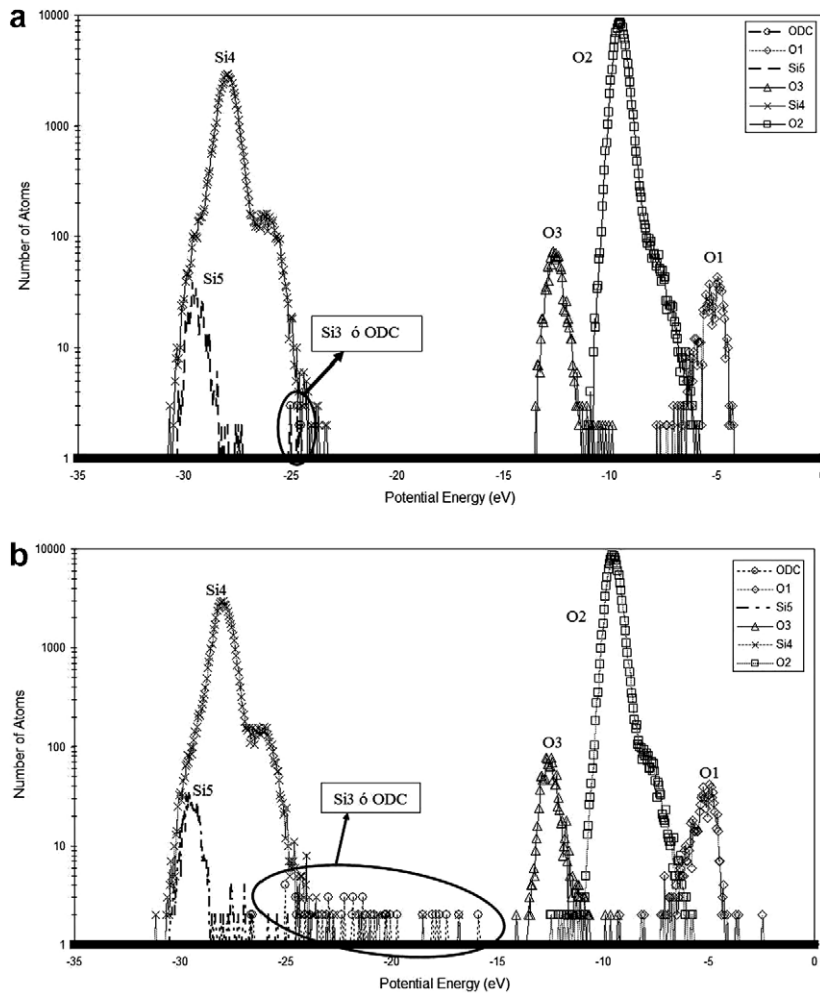 a
10000
1000
100
10
1
Number of Atoms
Si4
Si5
Si3 ó ODC
O3
O2
O1
ODC
O1
Si5
O3
Si4
O2
-35 -30 -25 -20 -15 -10 -5 0
Potential Energy (eV)
b
10000
1000
100
10
1
Number of Atoms
Si4
Si5
Si3 ó ODC
O3
O2
O1
ODC
O1
Si5
O3
Si4
O2
-35 -30 -25 -20 -15 -10 -5 0
Potential Energy (eV)